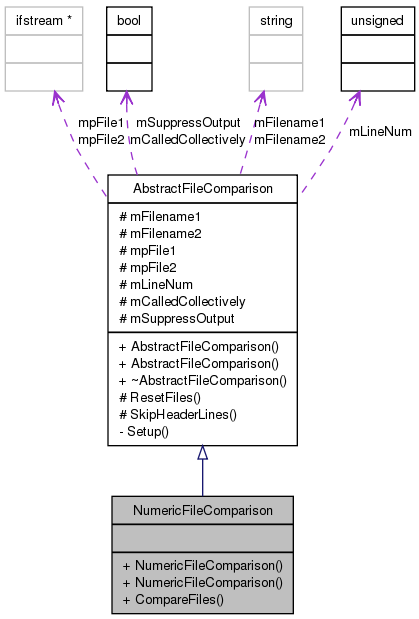 ifstream *
bool
string
unsigned
mpFile1
mpFile2
mSuppressOutput
mCalledCollectively
mFilename1
mFilename2
mLineNum
AbstractFileComparison
# mFilename1
# mFilename2
# mpFile1
# mpFile2
# mLineNum
# mCalledCollectively
# mSuppressOutput
+ AbstractFileComparison()
+ AbstractFileComparison()
+ ~AbstractFileComparison()
# ResetFiles()
# SkipHeaderLines()
- Setup()
NumericFileComparison
+ NumericFileComparison()
+ NumericFileComparison()
+ CompareFiles()